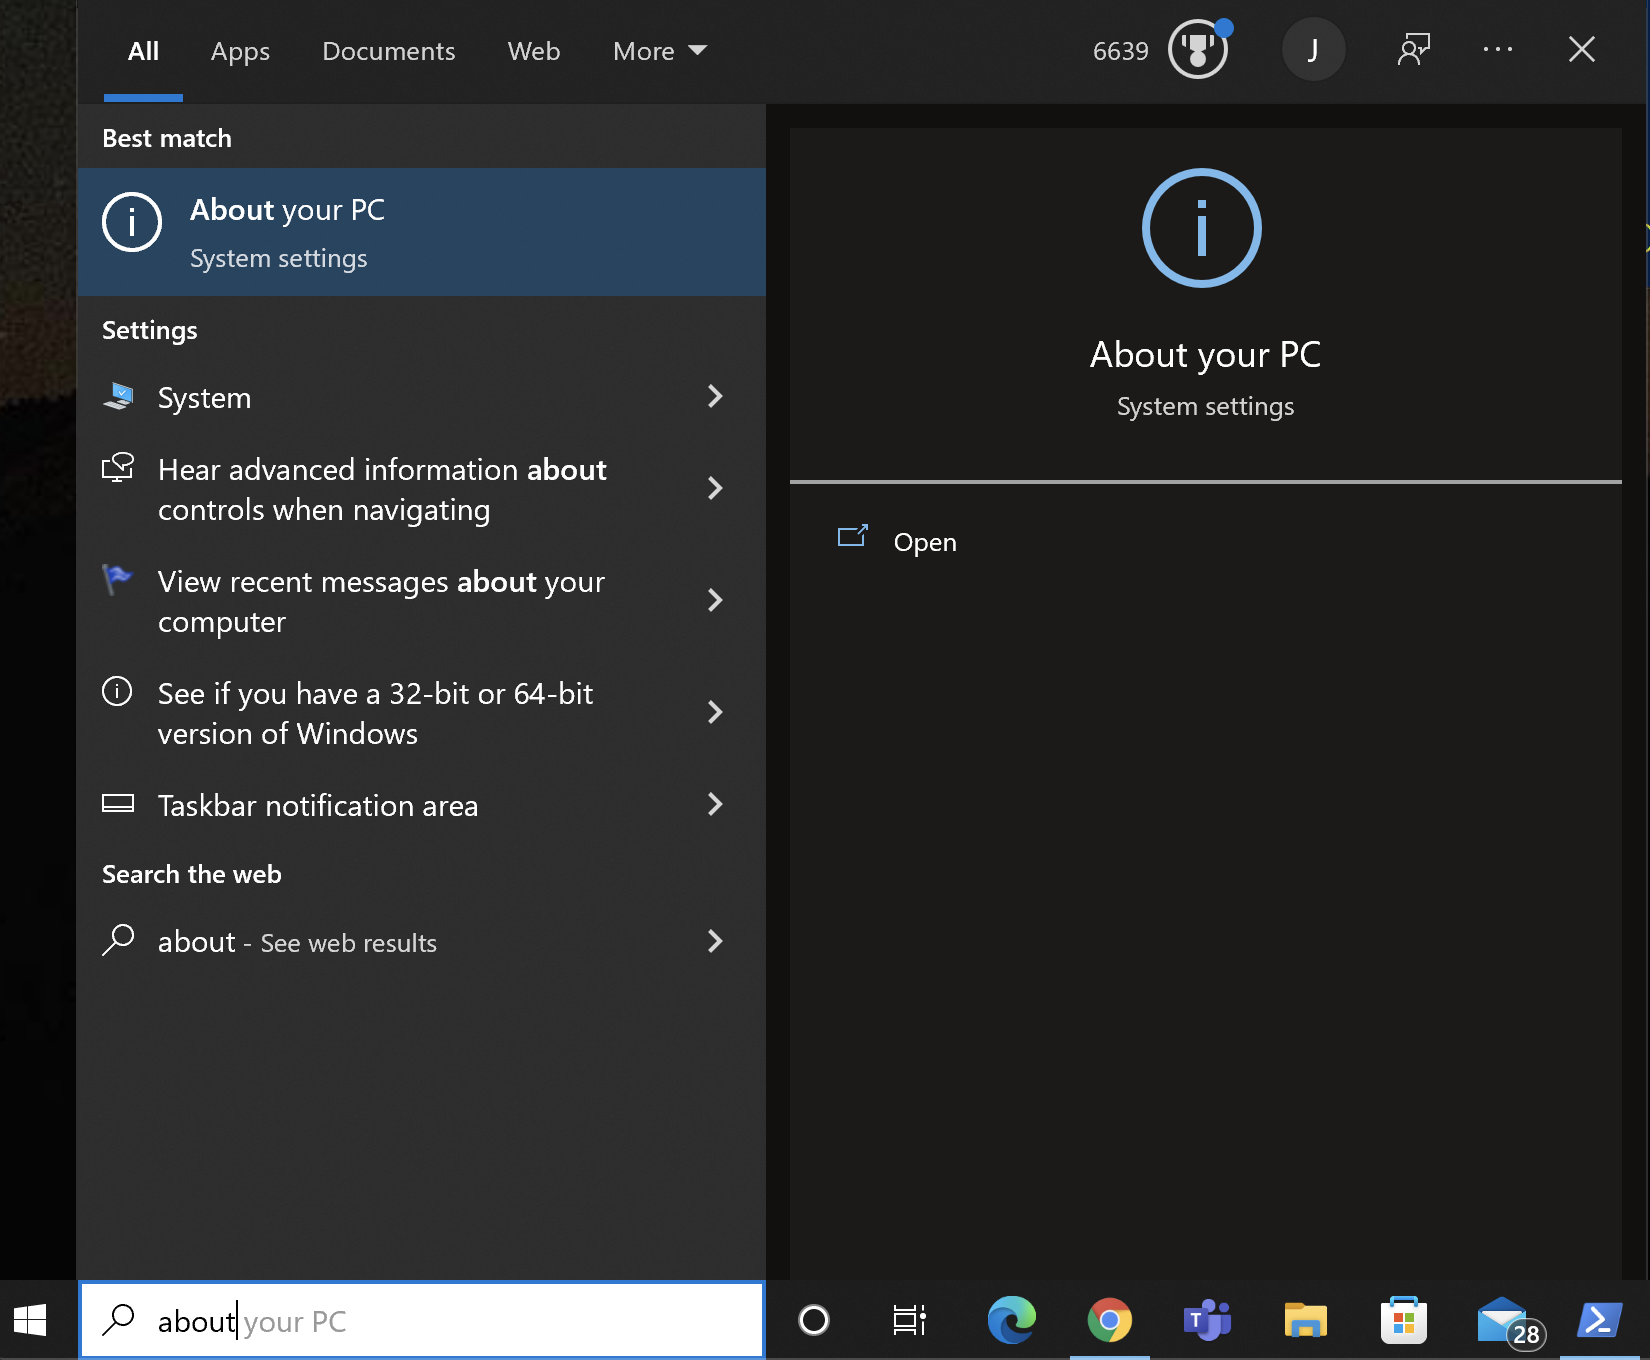 All Apps Documents Web More 6639 J
Best match
About your PC
System settings
Settings
System
Hear advanced information about
controls when navigating
View recent messages about your
computer
See if you have a 32-bit or 64-bit
version of Windows
Taskbar notification area
Search the web
about - See web results
About your PC
System settings
Open
about your PC
T
28